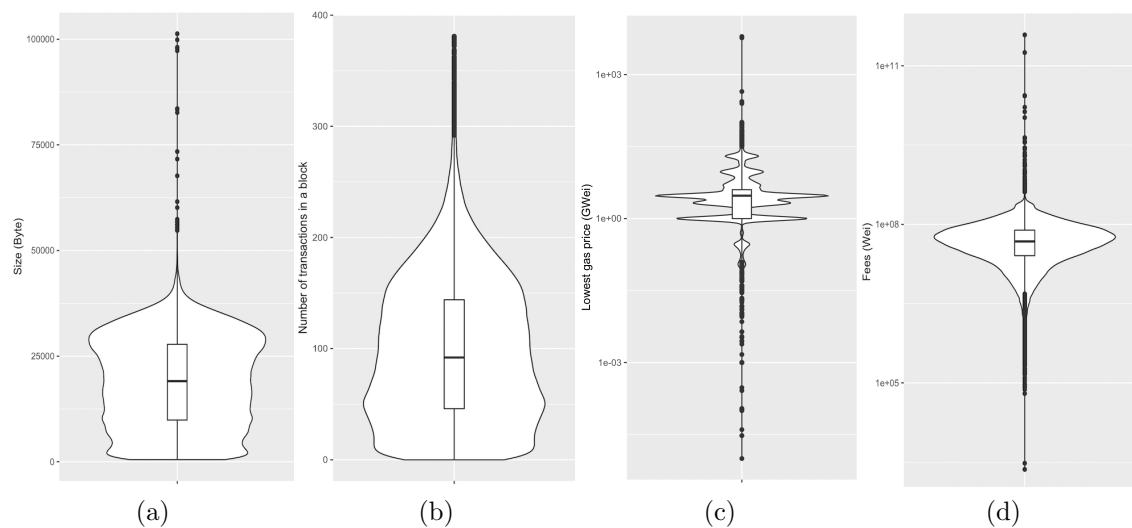 Size (Byte)
100000
75000
50000
25000
0
(a)
Number of transactions in a block
400
300
200
100
0
(b)
Lowest gas price (GWei)
1e+03
1e+00
1e-03
(c)
Fees (Wei)
1e+11
1e+08
1e+05
(d)